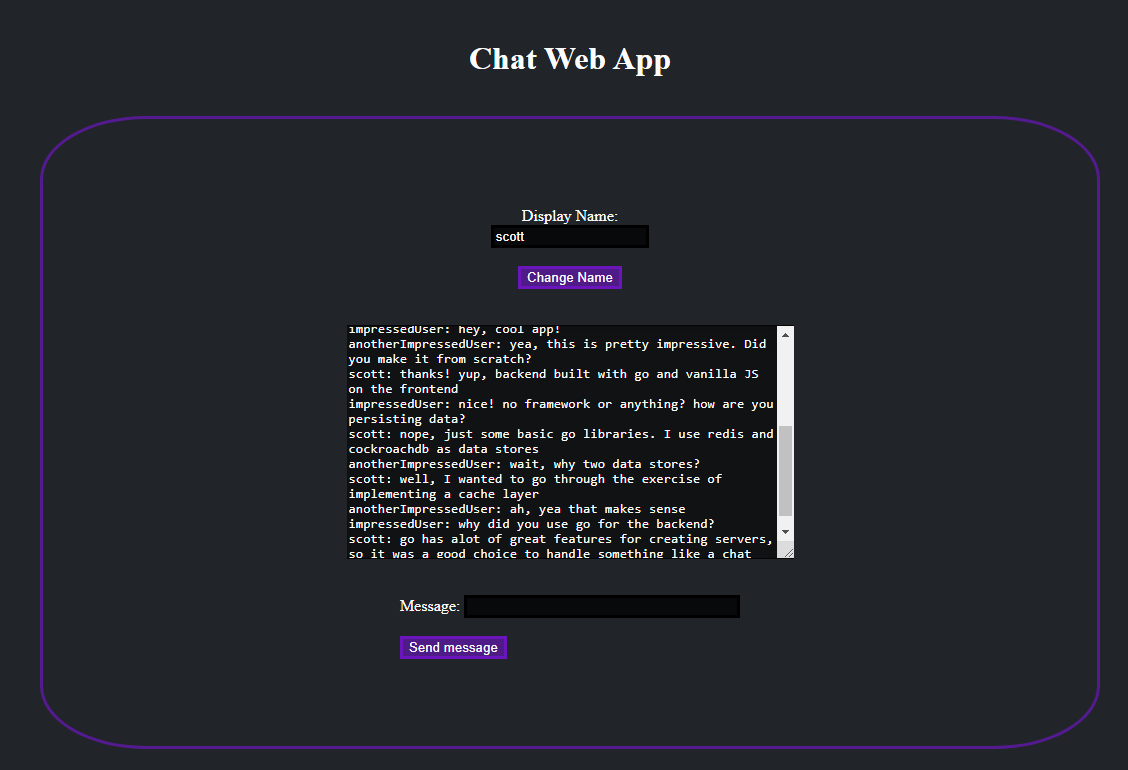 Chat Web App
Display Name:
scott
Change Name
impressedUser: hey, cool app!
anotherImpressedUser: yea, this is pretty impressive. Did
you make it from scratch?
scott: thanks! yup, backend built with go and vanilla JS
on the frontend
impressedUser: nice! no framework or anything? how are you
persisting data?
scott: nope, just some basic go libraries. I use redis and
cockroachdb as data stores
anotherImpressedUser: wait, why two data stores?
scott: well, I wanted to go through the exercise of
implementing a cache layer
anotherImpressedUser: ah, yea that makes sense
impressedUser: why did you use go for the backend?
scott: go has alot of great features for creating servers,
so it was a good choice to handle something like a chat
Message:
Send message